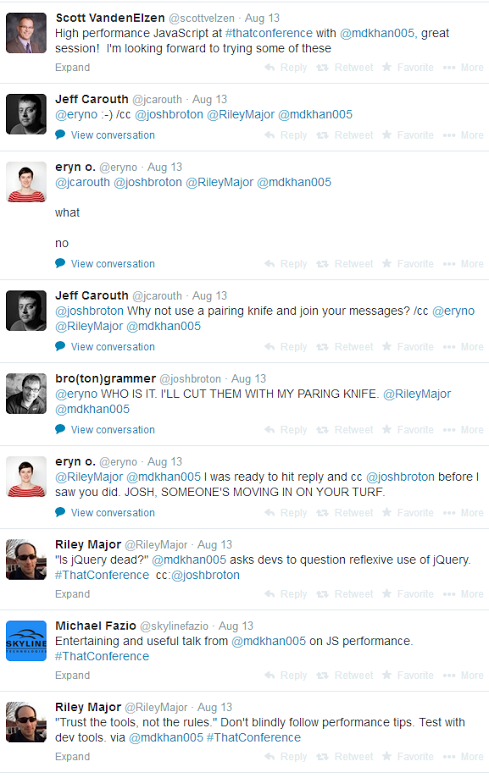 Scott VandenElzen @scottvelzen · Aug 13
High performance JavaScript at #thatconference with @mdkhan005, great
session! I'm looking forward to trying some of these
Expand Reply Retweet Favorite More
Jeff Carouth @jcarouth · Aug 13
@eryno :-) /cc @joshbroton @RileyMajor @mdkhan005
View conversation Reply Retweet Favorite More
eryn o. @eryno · Aug 13
@jcarouth @joshbroton @RileyMajor @mdkhan005
what
no
View conversation Reply Retweet Favorite More
Jeff Carouth @jcarouth · Aug 13
@joshbroton Why not use a pairing knife and join your messages? /cc @eryno
@RileyMajor @mdkhan005
View conversation Reply Retweet Favorite More
bro(ton)grammer @joshbroton · Aug 13
@eryno WHO IS IT. I'LL CUT THEM WITH MY PARING KNIFE. @RileyMajor
@mdkhan005
View conversation Reply Retweet Favorite More
eryn o. @eryno · Aug 13
@RileyMajor @mdkhan005 I was ready to hit reply and cc @joshbroton before I
saw you did. JOSH, SOMEONE'S MOVING IN ON YOUR TURF.
View conversation Reply Retweet Favorite More
Riley Major @RileyMajor · Aug 13
"Is jQuery dead?" @mdkhan005 asks devs to question reflexive use of jQuery.
#ThatConference cc:@joshbroton
Expand Reply Retweet Favorite More
SKYLINE
TECHNOLOGIES
Michael Fazio @skylinefazio · Aug 13
Entertaining and useful talk from @mdkhan005 on JS performance.
#ThatConference
Expand Reply Retweet Favorite More
Riley Major @RileyMajor · Aug 13
"Trust the tools, not the rules." Don't blindly follow performance tips. Test with
dev tools. via @mdkhan005 #ThatConference
Expand Reply Retweet Favorite More